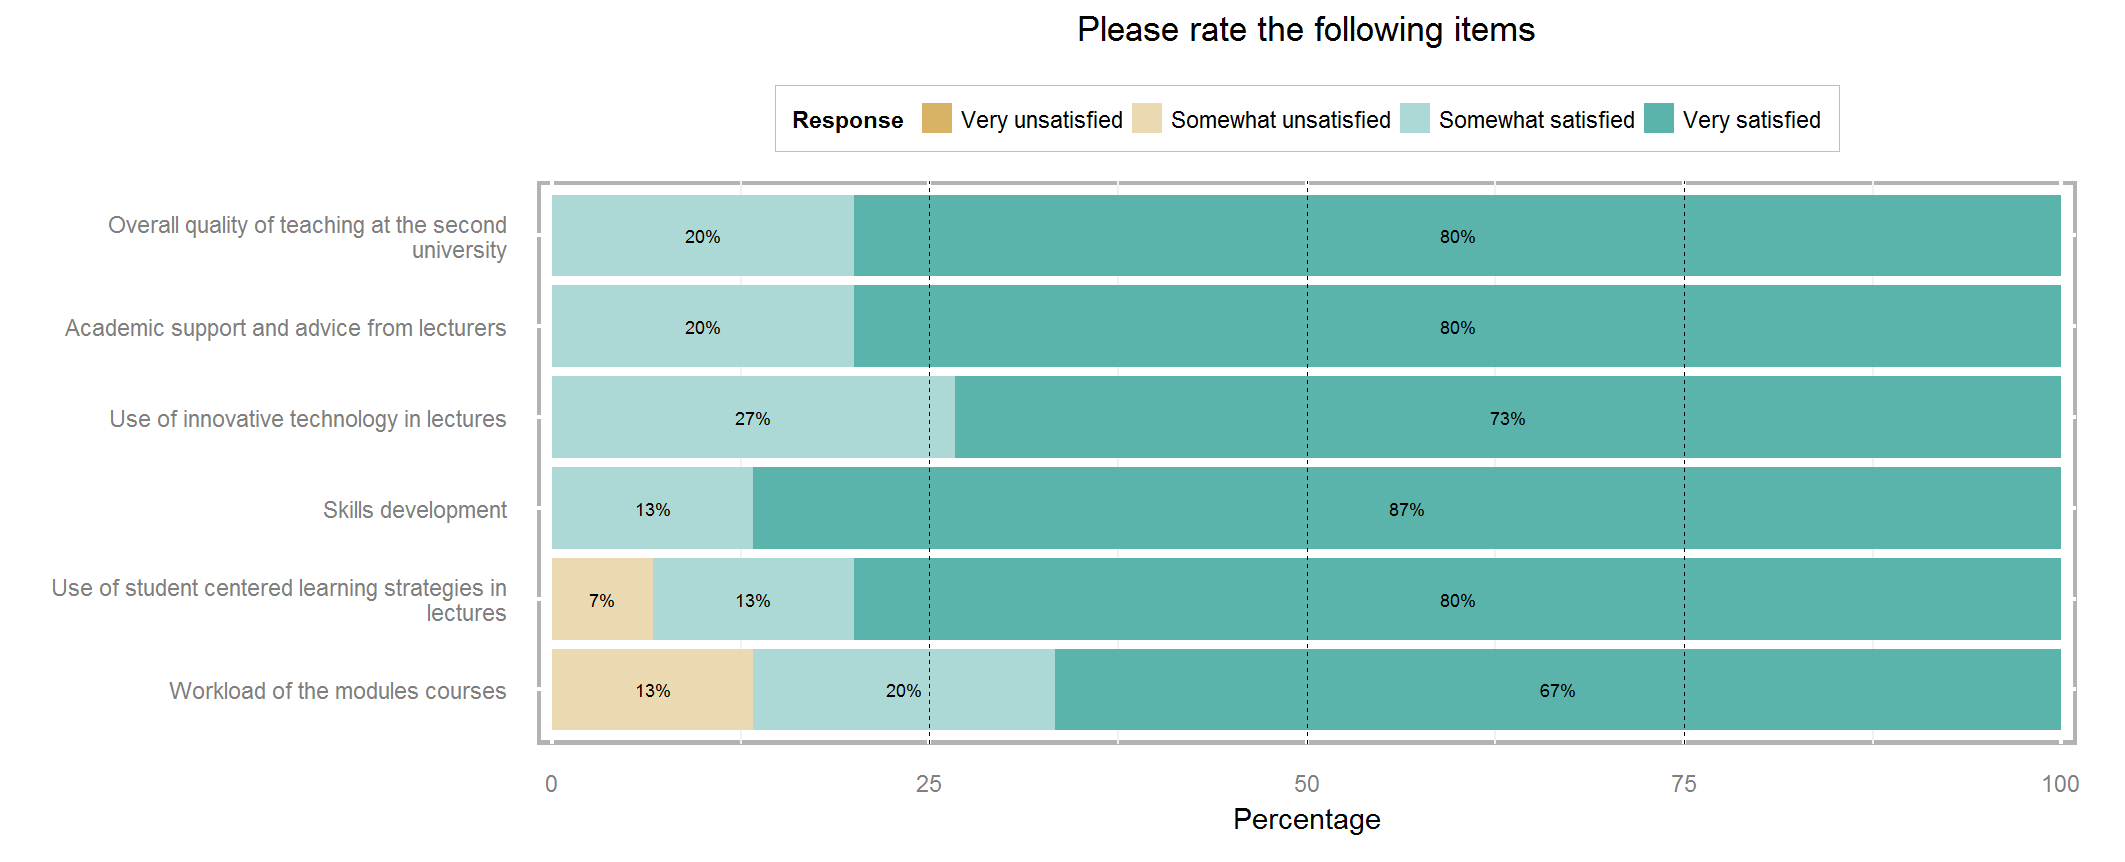 Please rate the following items
Response Very unsatisfied Somewhat unsatisfied Somewhat satisfied Very satisfied
Overall quality of teaching at the second
university
20% 80%
Academic support and advice from lecturers
20% 80%
Use of innovative technology in lectures
27% 73%
Skills development
13% 87%
Use of student centered learning strategies in
lectures
7% 13% 80%
Workload of the modules courses
13% 20% 67%
0 25 50 75 100
Percentage